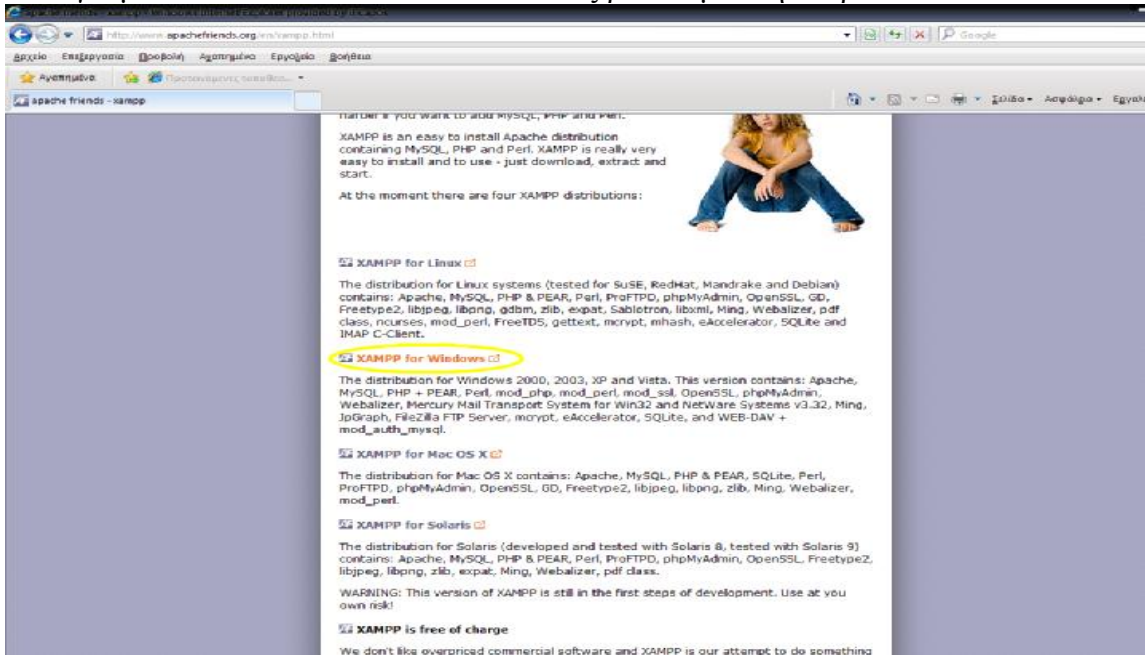 http://www.apachefriends.org/en/xampp.html
Google
Αρχείο Επεξεργασία Προβολή Αγαπημένα Εργαλεία Βοήθεια
Αγαπημένα
apache friends - xampp
Σελίδα Ασφάλεια
harder if you want to add MySQL, PHP and Perl.
XAMPP is an easy to install Apache distribution
containing MySQL, PHP and Perl. XAMPP is really very
easy to install and to use - just download, extract and
start.
At the moment there are four XAMPP distributions:
XAMPP for Linux
The distribution for Linux systems (tested for SuSE, RedHat, Mandrake and Debian)
contains: Apache, MySQL, PHP & PEAR, Perl, ProFTPD, phpMyAdmin, OpenSSL, GD,
Freetype2, libjpeg, libpng, gdbm, zlib, expat, Sablotron, libxml, Ming, Webalizer, pdf
class, ncurses, mod_perl, FreeTDS, gettext, mcrypt, mhash, eAccelerator, SQLite and
IMAP C-Client.
XAMPP for Windows
The distribution for Windows 2000, 2003, XP and Vista. This version contains: Apache,
MySQL, PHP + PEAR, Perl, mod_php, mod_perl, mod_ssl, OpenSSL, phpMyAdmin,
Webalizer, Mercury Mail Transport System for Win32 and NetWare Systems v3.32, Ming,
JpGraph, FileZilla FTP Server, mcrypt, eAccelerator, SQLite, and WEB-DAV +
mod_auth_mysql.
XAMPP for Mac OS X
The distribution for Mac OS X contains: Apache, MySQL, PHP & PEAR, SQLite, Perl,
ProFTPD, phpMyAdmin, OpenSSL, GD, Freetype2, libjpeg, libpng, zlib, Ming, Webalizer,
mod_perl.
XAMPP for Solaris
The distribution for Solaris (developed and tested with Solaris 8, tested with Solaris 9)
contains: Apache, MySQL, PHP & PEAR, Perl, ProFTPD, phpMyAdmin, OpenSSL, Freetype2,
libjpeg, libpng, zlib, expat, Ming, Webalizer, pdf class.
WARNING: This version of XAMPP is still in the first steps of development. Use at you
own risk!
XAMPP is free of charge
We don't like overpriced commercial software and XAMPP is our attempt to do something